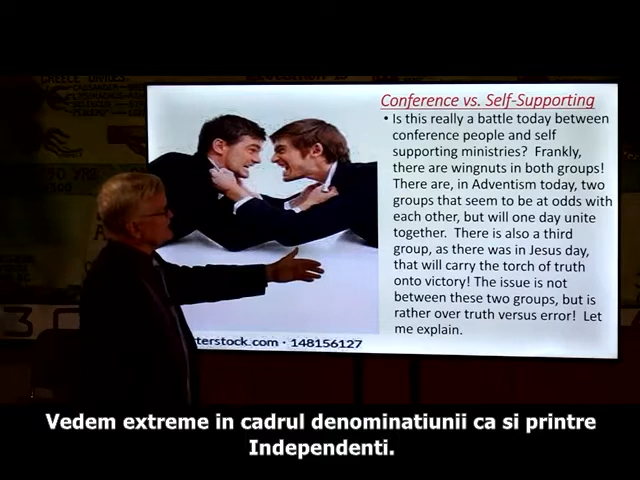 Conference vs. Self-Supporting
• Is this really a battle today between
conference people and self
supporting ministries? Frankly,
there are wingnuts in both groups!
There are, in Adventism today, two
groups that seem to be at odds with
each other, but will one day unite
together. There is also a third
group, as there was in Jesus day,
that will carry the torch of truth
onto victory! The issue is not
between these two groups, but is
rather over truth versus error! Let
me explain.
terstock.com · 148156127
Vedem extreme in cadrul denominatiunii ca si printre
Independenti.